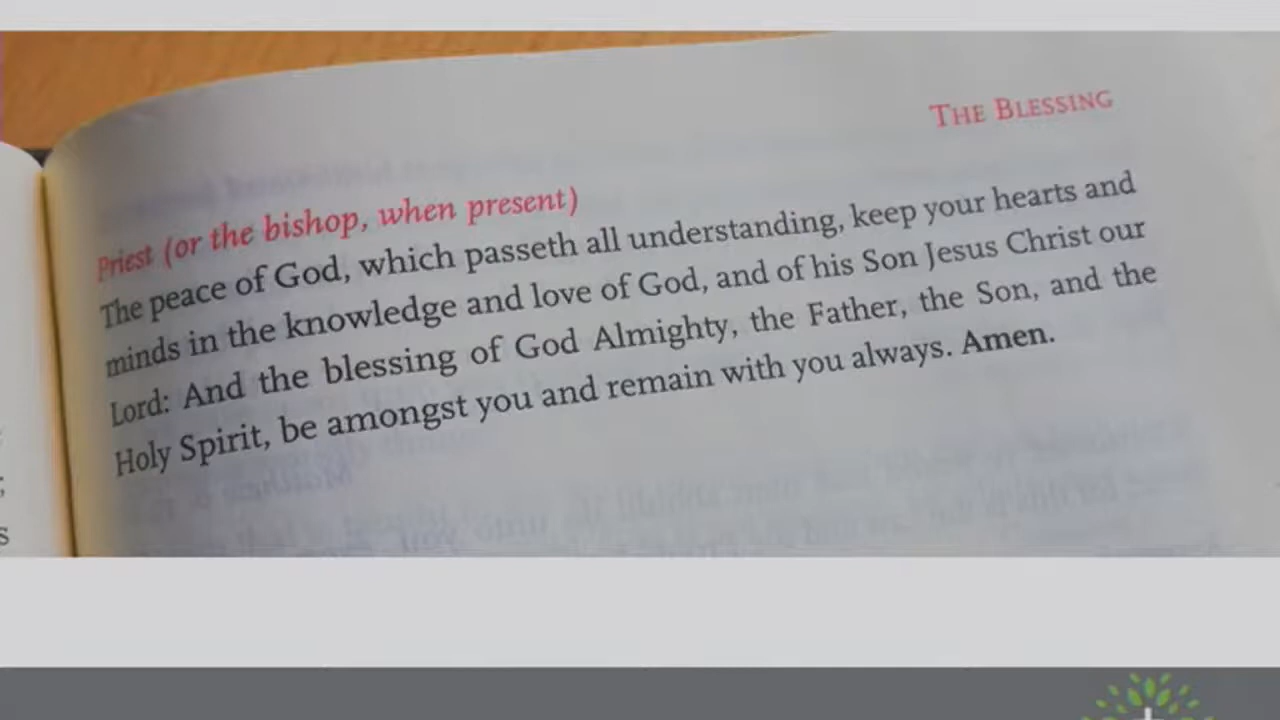 THE BLESSING
Priest (or the bishop, when present)
The peace of God, which passeth all understanding, keep your hearts and
minds in the knowledge and love of God, and of his Son Jesus Christ our
Lord: And the blessing of God Almighty, the Father, the Son, and the
Holy Spirit, be amongst you and remain with you always. Amen.